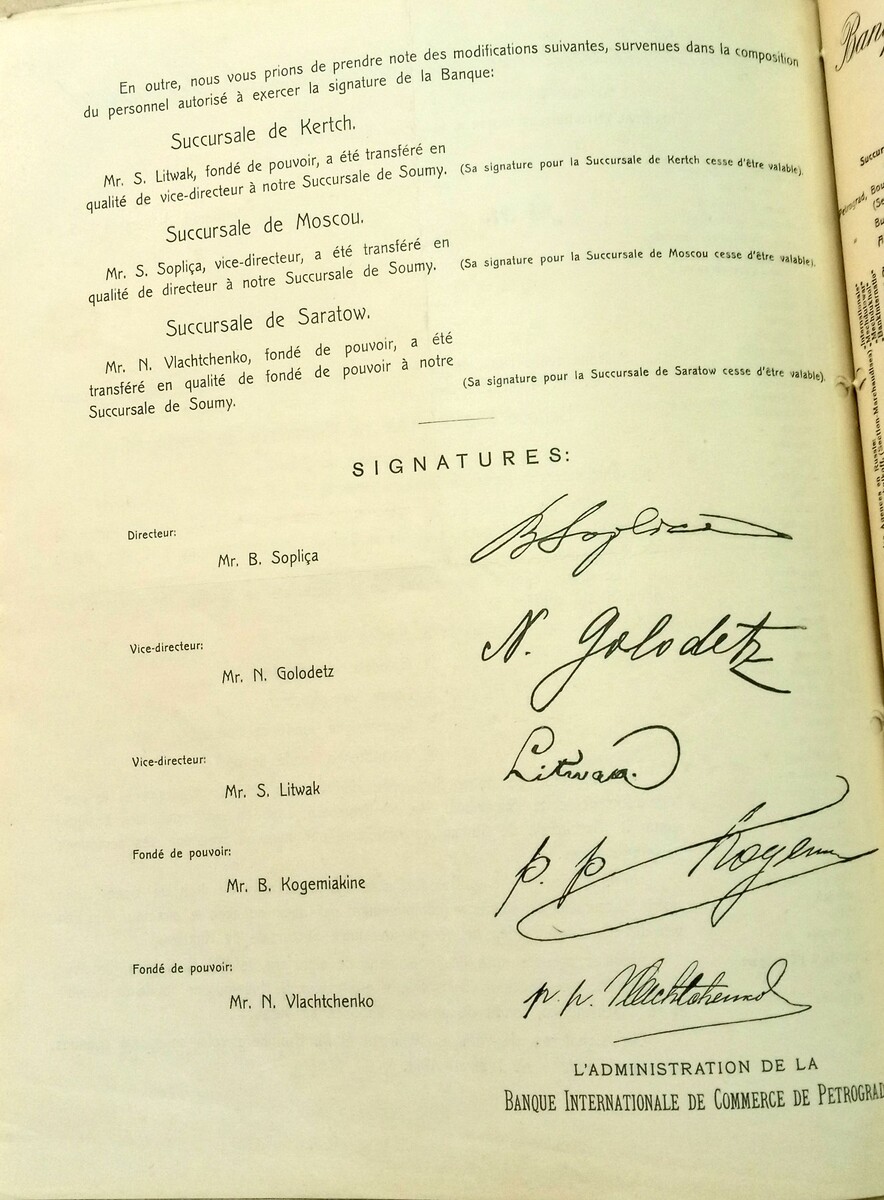 En outre, nous vous prions de prendre note des modifications suivantes, survenues dans la composition
du personnel autorisé à exercer la signature de la Banque:
Succursale de Kertch.
Mr. S. Litwak, fondé de pouvoir, a été transféré en
qualité de vice-directeur à notre Succursale de Soumy.
(Sa signature pour la Succursale de Kertch cesse d'être valable).
Succursale de Moscou.
Mr. S. Sopliça, vice-directeur, a été transféré en
qualité de directeur à notre Succursale de Soumy.
(Sa signature pour la Succursale de Moscou cesse d'être valable).
Succursale de Saratow.
Mr. N. Vlachtchenko, fondé de pouvoir, a été
transféré en qualité de fondé de pouvoir à notre
Succursale de Soumy.
(Sa signature pour la Succursale de Saratow cesse d'être valable).
SIGNATURES:
Directeur:
Mr. B. Sopliça
B Sopliça
Vice-directeur:
Mr. N. Golodetz
N. Golodetz
Vice-directeur:
Mr. S. Litwak
Litwak.
Fondé de pouvoir:
Mr. B. Kogemiakine
p. p Kogem
Fondé de pouvoir:
Mr. N. Vlachtchenko
p. p. Vlachtchenko
L'ADMINISTRATION DE LA
BANQUE INTERNATIONALE DE COMMERCE DE PETROGRAD